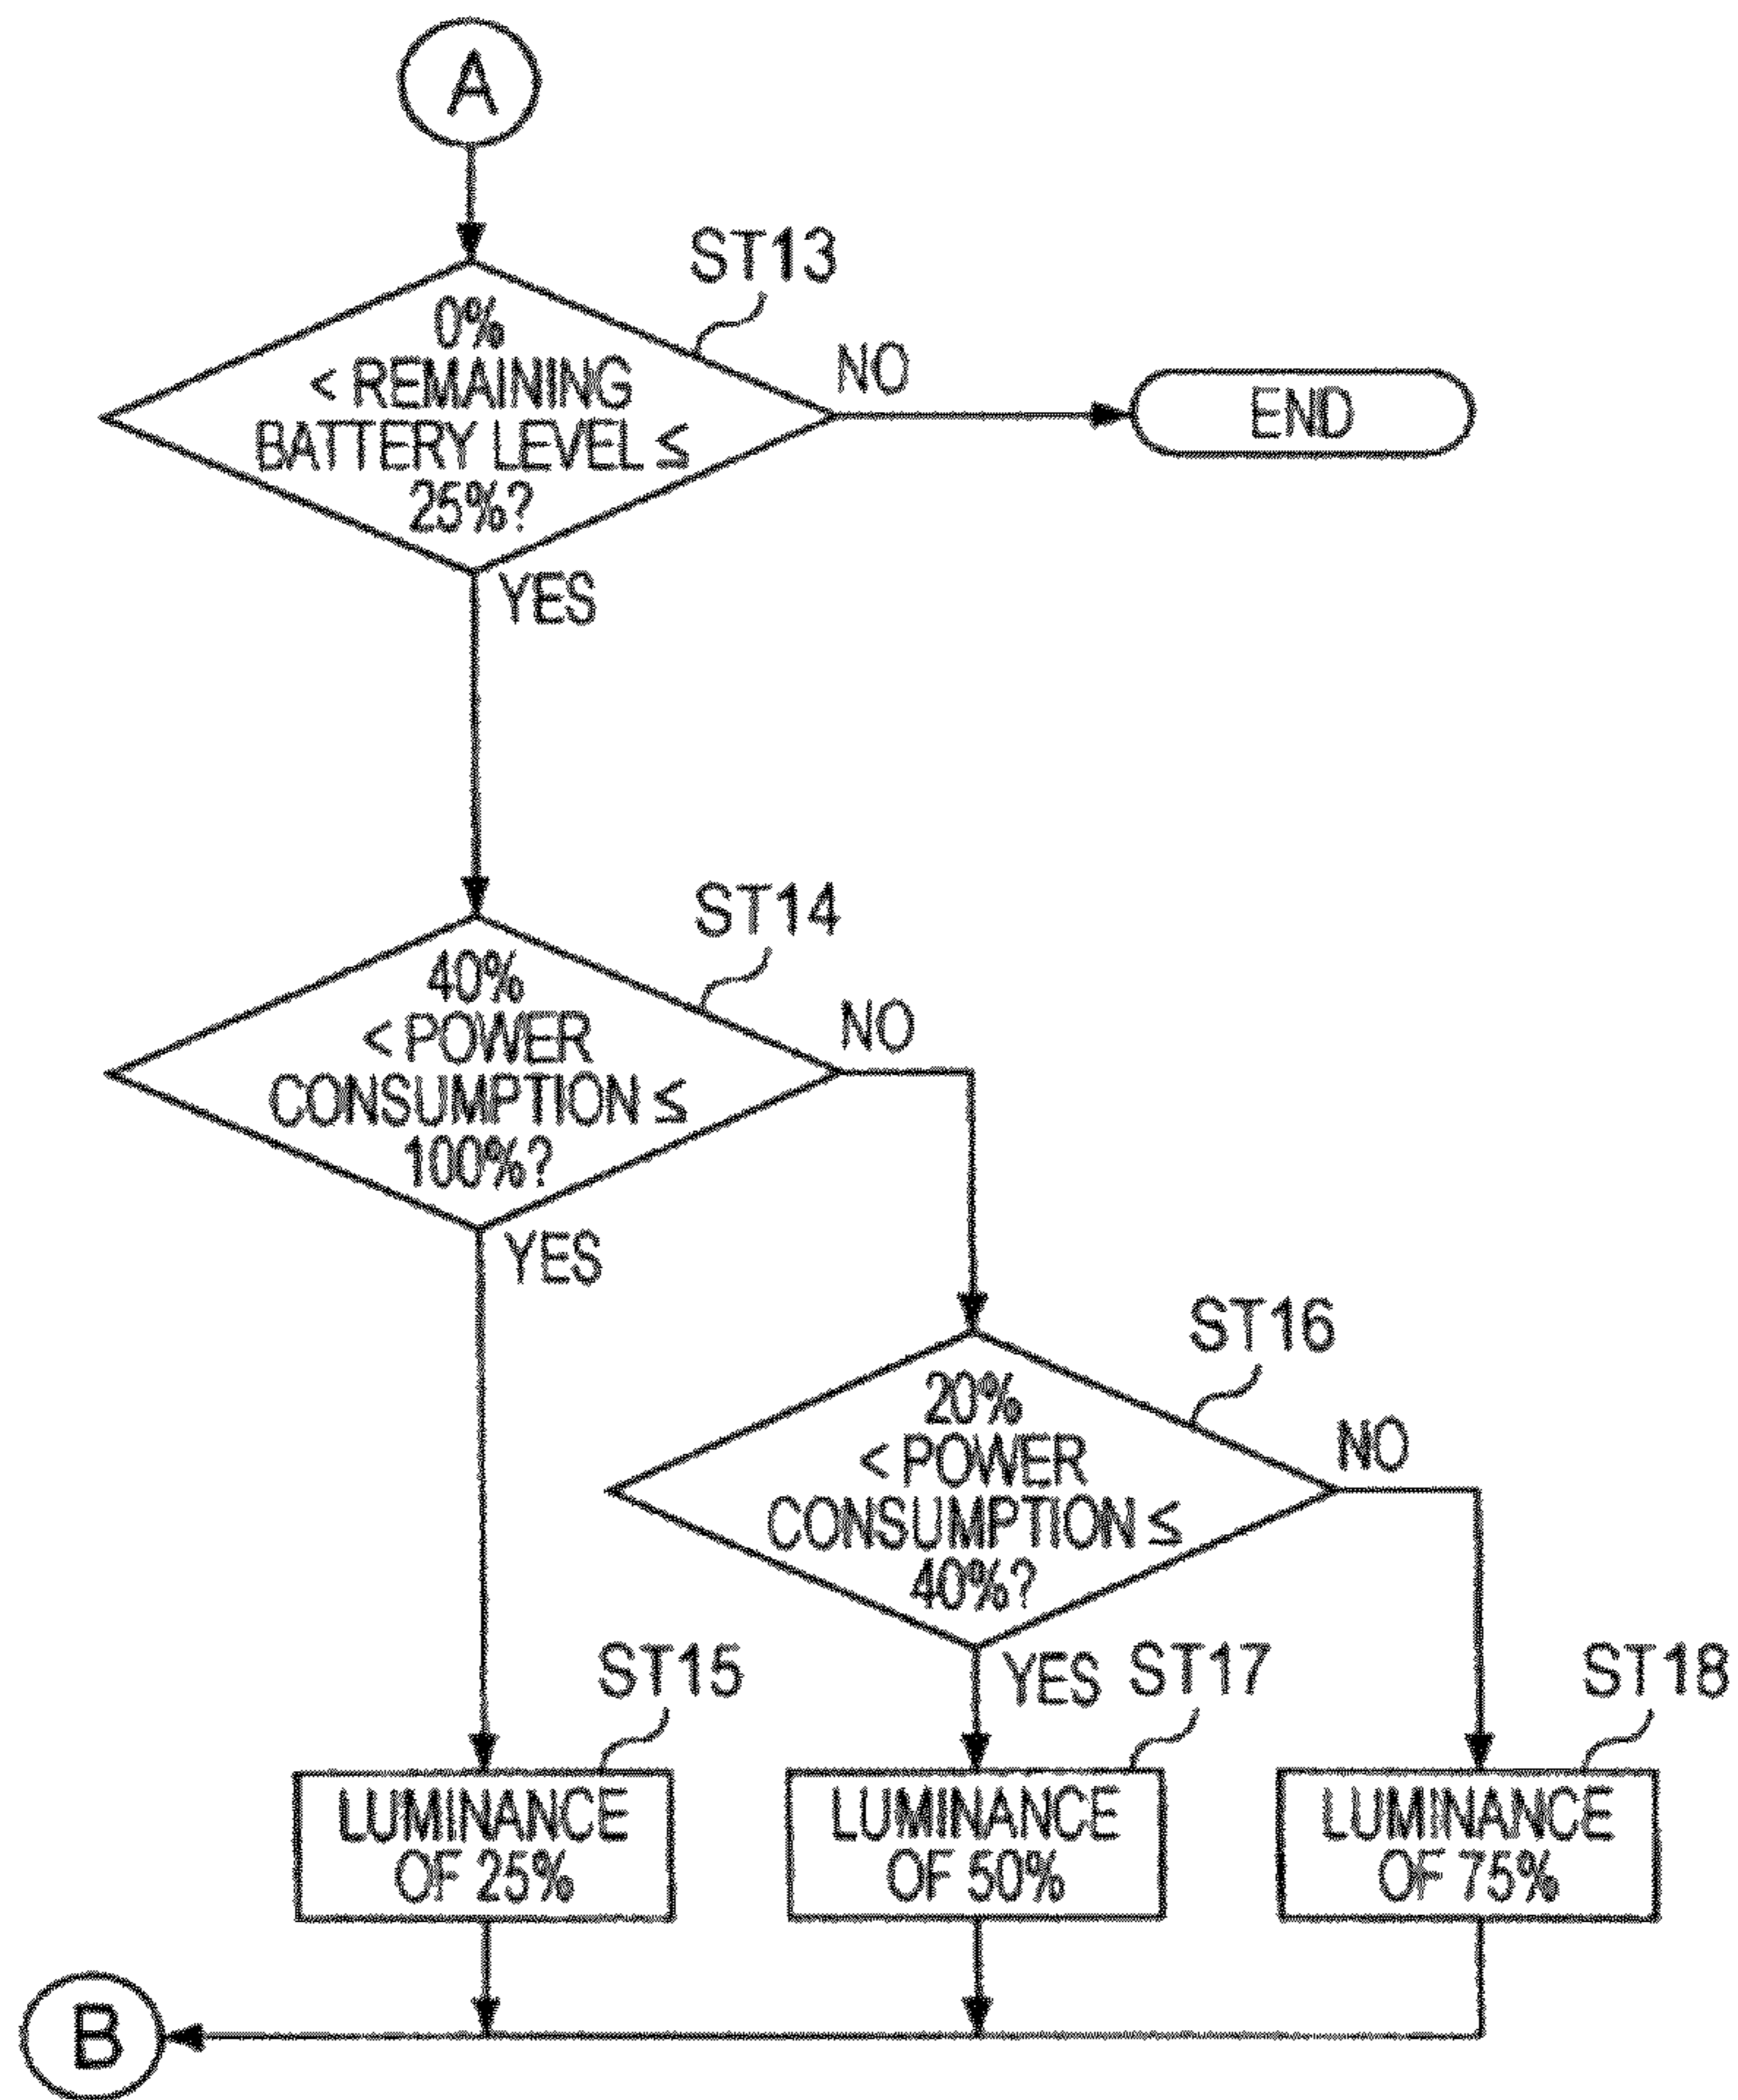 A
ST13
0%
< REMAINING
BATTERY LEVEL ≤
25%?
NO
END
YES
ST14
40%
< POWER
CONSUMPTION ≤
100%?
NO
YES
ST16
20%
< POWER
CONSUMPTION ≤
40%?
NO
YES
ST15
ST17
ST18
LUMINANCE
OF 25%
LUMINANCE
OF 50%
LUMINANCE
OF 75%
B